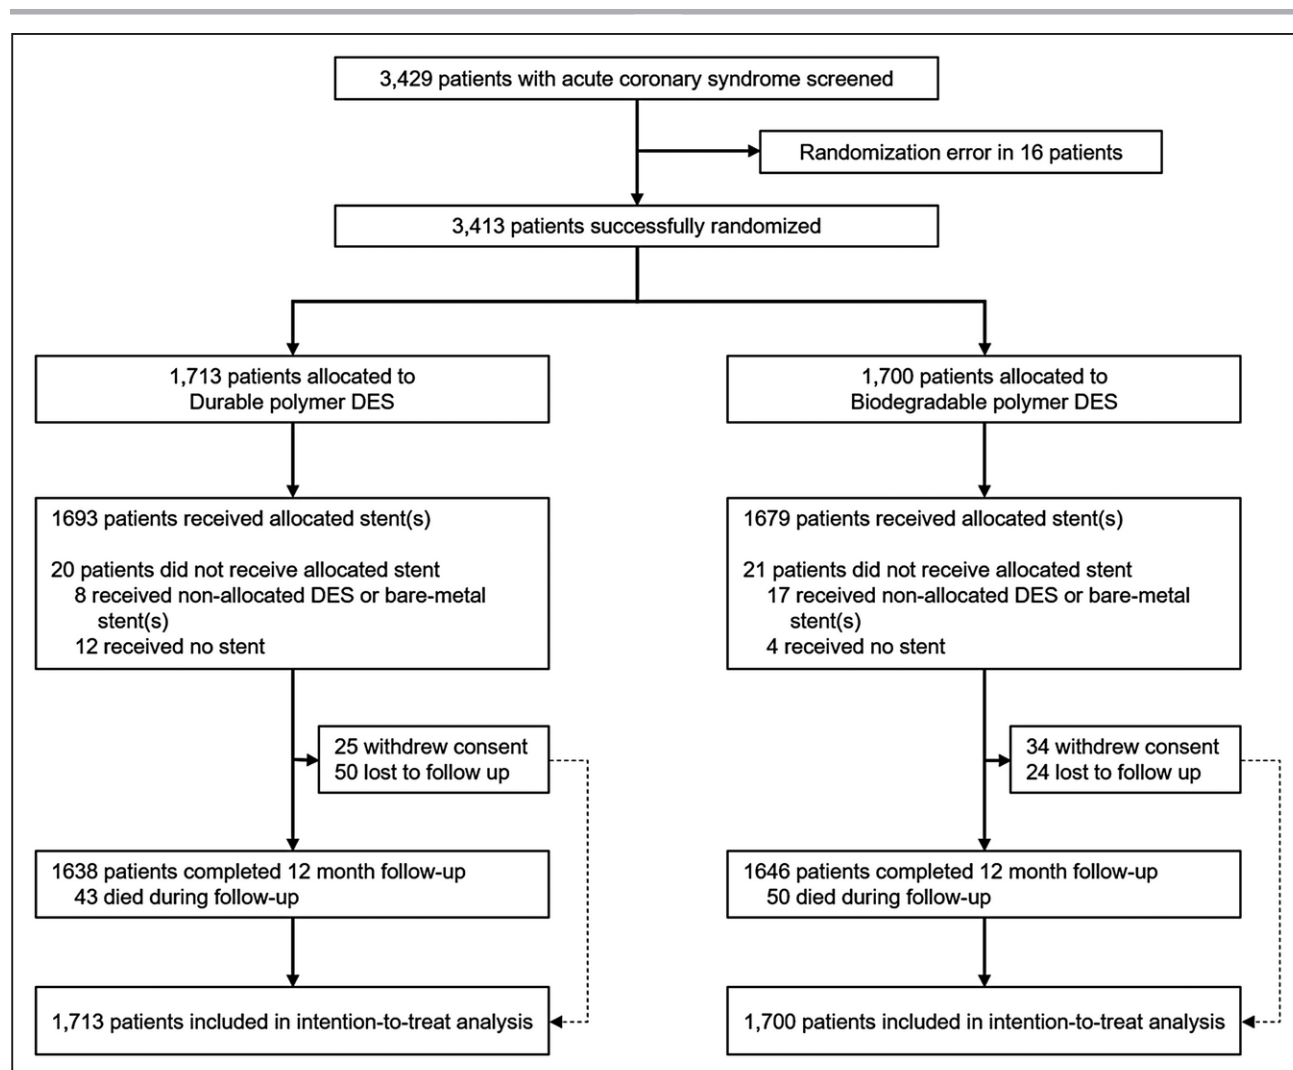 3,429 patients with acute coronary syndrome screened
Randomization error in 16 patients
3,413 patients successfully randomized
1,713 patients allocated to
Durable polymer DES
1,700 patients allocated to
Biodegradable polymer DES
1693 patients received allocated stent(s)
20 patients did not receive allocated stent
8 received non-allocated DES or bare-metal
stent(s)
12 received no stent
1679 patients received allocated stent(s)
21 patients did not receive allocated stent
17 received non-allocated DES or bare-metal
stent(s)
4 received no stent
25 withdrew consent
50 lost to follow up
34 withdrew consent
24 lost to follow up
1638 patients completed 12 month follow-up
43 died during follow-up
1646 patients completed 12 month follow-up
50 died during follow-up
1,713 patients included in intention-to-treat analysis
1,700 patients included in intention-to-treat analysis